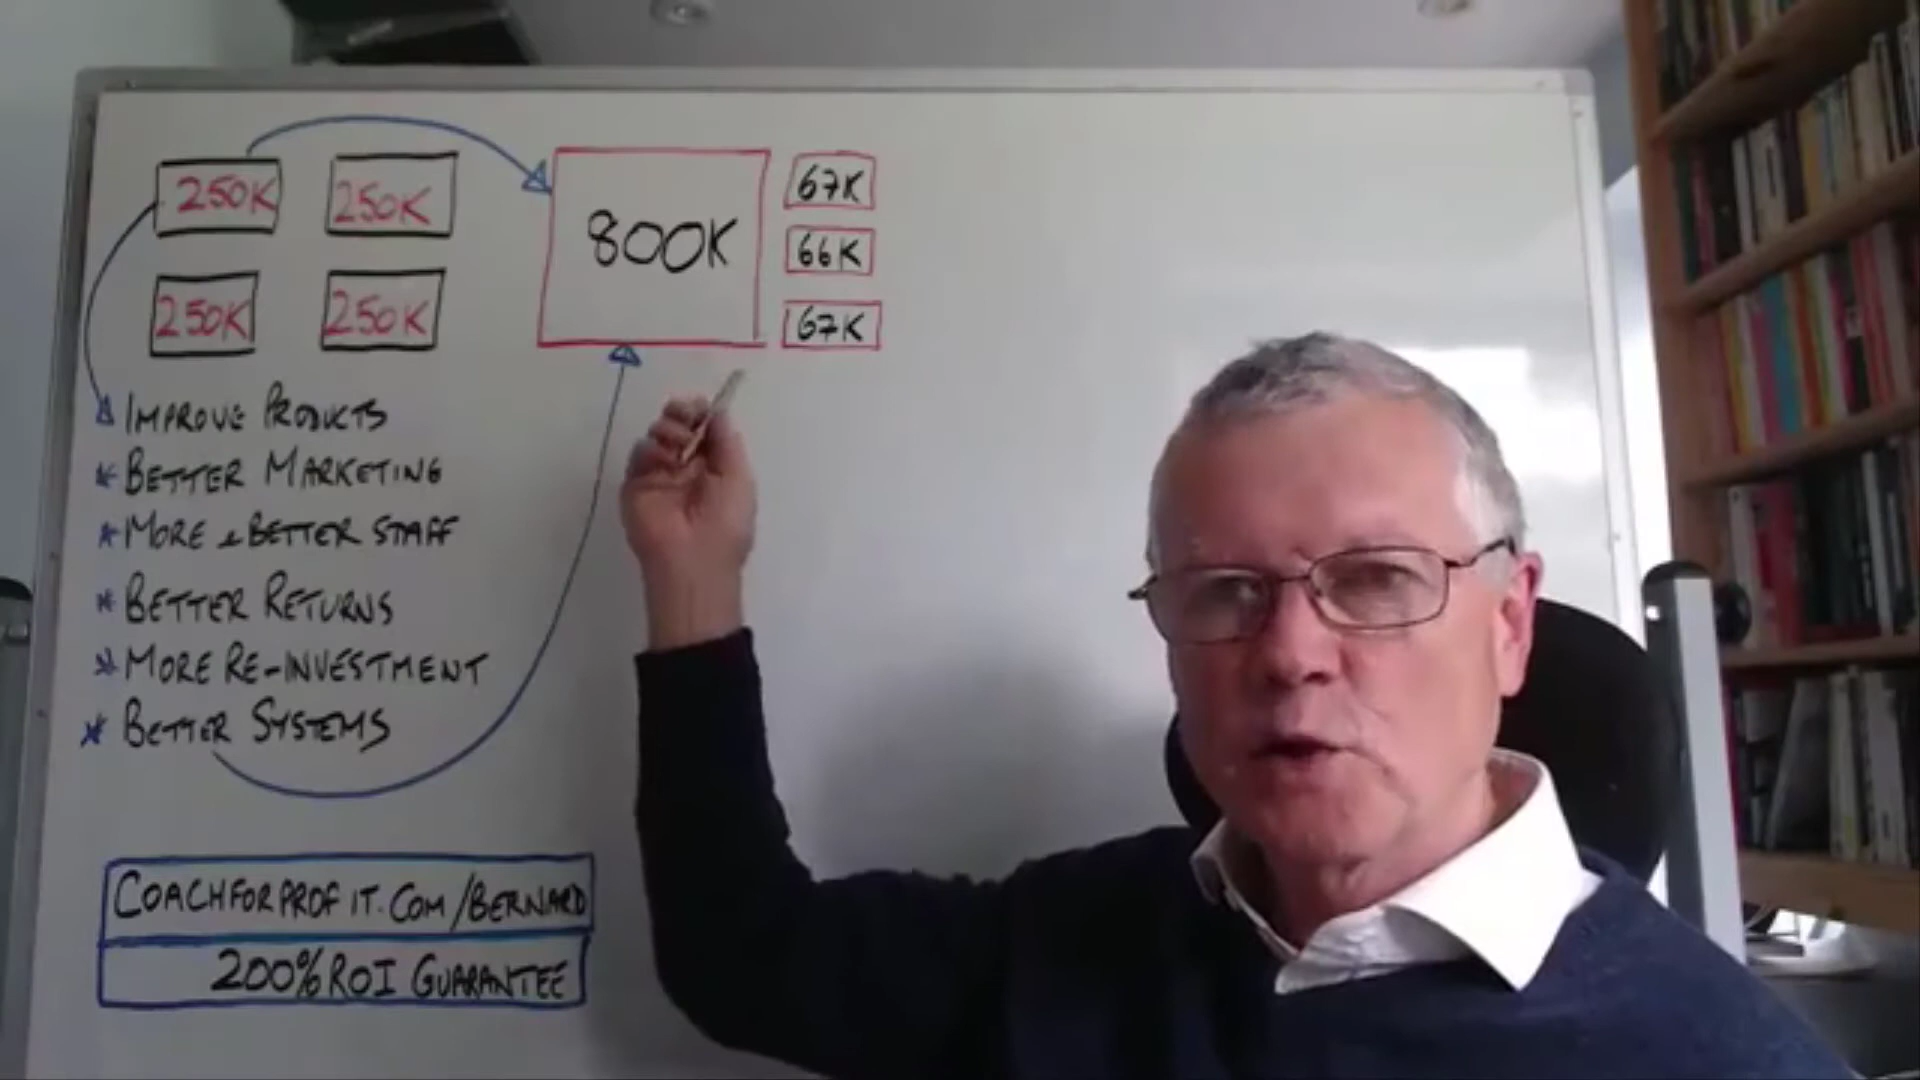 250K 250K
250K 250K
800K
67K
66K
67K
IMPROVE PRODUCTS
BETTER MARKETING
MORE & BETTER STAFF
BETTER RETURNS
MORE RE-INVESTMENT
BETTER SYSTEMS
COACHFORPROFIT.COM/BERNARD
200% ROI GUARANTEE